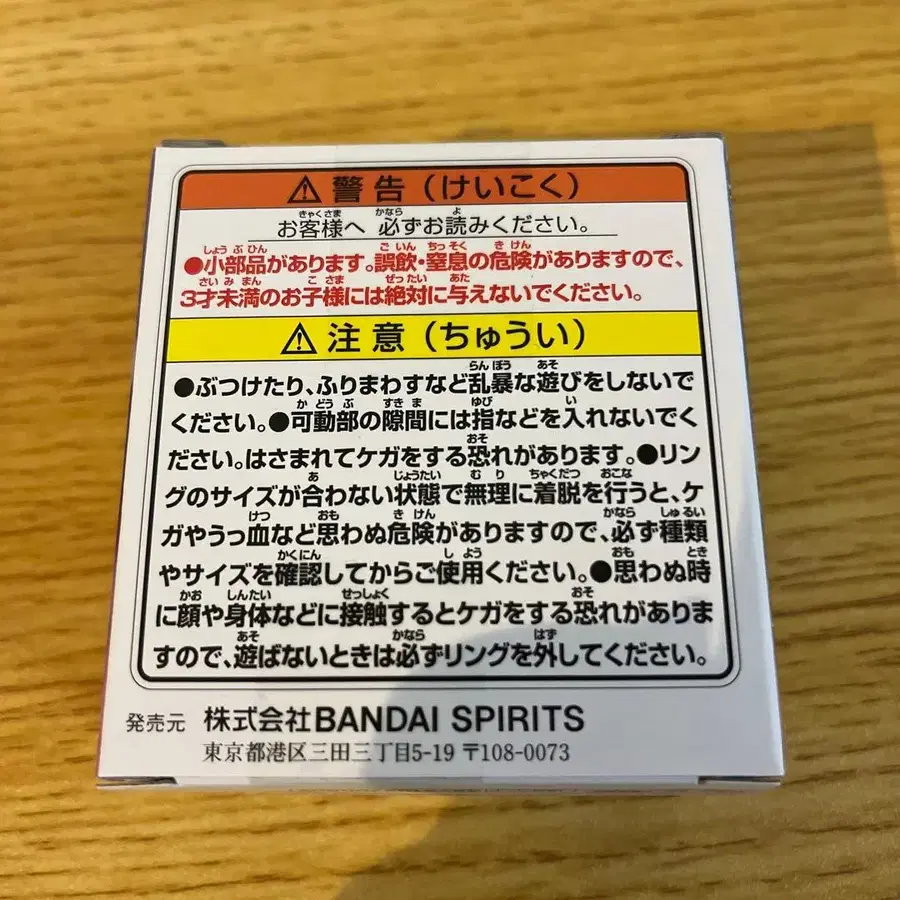 ⚠警告（けいこく）
お客様へ 必ずお読みください。
●小部品があります。誤飲・窒息の危険がありますので、
3才未満のお子様には絶対に与えないでください。
⚠注意（ちゅうい）
●ぶつけたり、ふりまわすなど乱暴な遊びをしないで
ください。●可動部の隙間には指などを入れないでく
ださい。はさまれてケガをする恐れがあります。●リン
グのサイズが合わない状態で無理に着脱を行うと、ケ
ガやうっ血など思わぬ危険がありますので、必ず種類
やサイズを確認してからご使用ください。●思わぬ時
に顔や身体などに接触するとケガをする恐れがありま
すので、遊ばないときは必ずリングを外してください。
発売元 株式会社BANDAI SPIRITS
東京都港区三田三丁目5-19 〒108-0073